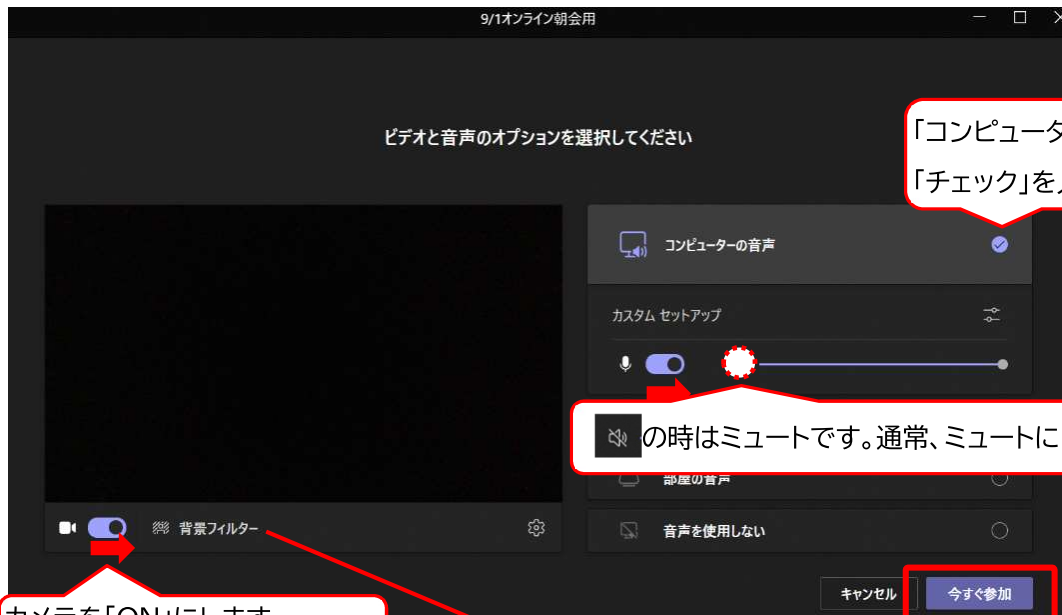 9/1オンライン朝会用
ビデオと音声のオプションを選択してください
「コンピュータ
「チェック」を
コンピューターの音声
カスタム セットアップ
の時はミュートです。通常、ミュートに
部屋の音声
背景フィルター
音声を使用しない
キャンセル
今すぐ参加
カメラを「ON」にします